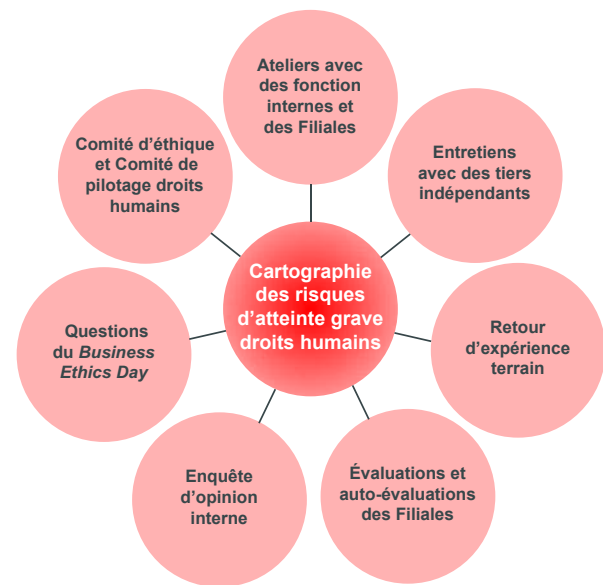 Ateliers avec
des fonction
internes et
des Filiales
Entretiens
avec des tiers
indépendants
Retour
d'expérience
terrain
Évaluations et
auto-évaluations
des Filiales
Enquête
d'opinion
interne
Questions
du Business
Ethics Day
Comité d'éthique
et Comité de
pilotage droits
humains
Cartographie
des risques
d'atteinte grave
droits humains